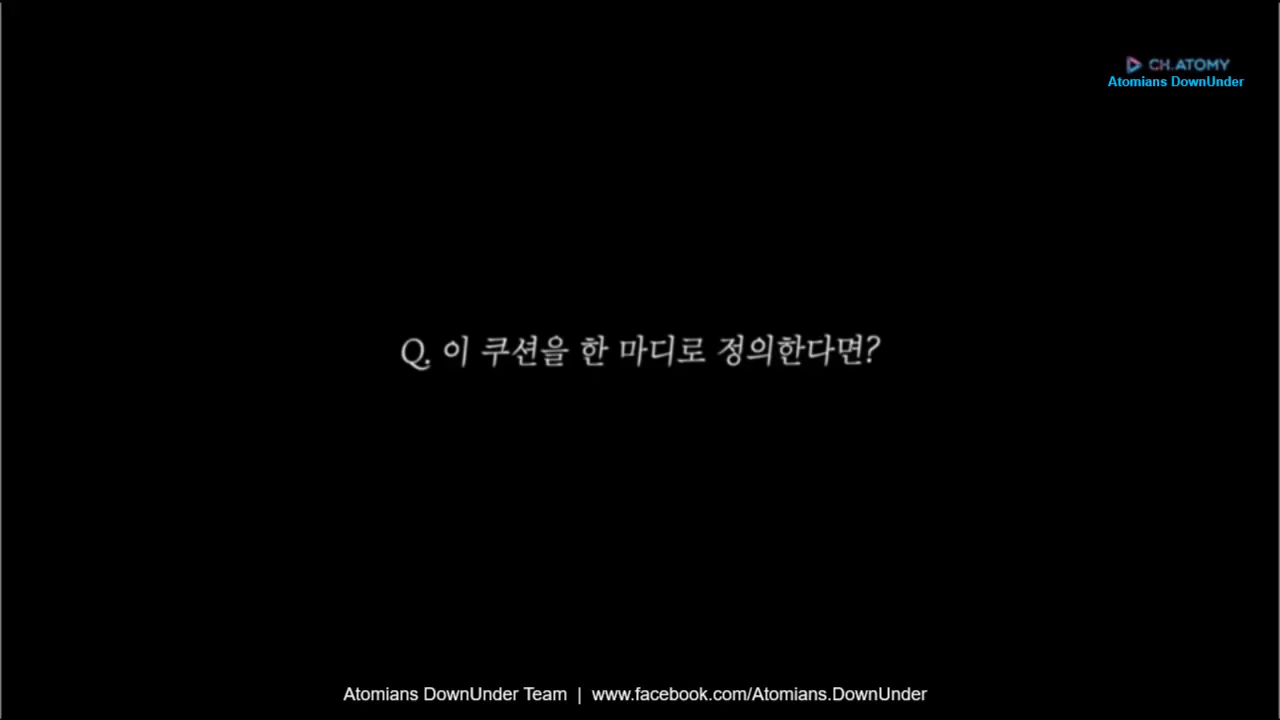 CH.ATOMY
Atomians DownUnder
Q. 이 쿠션을 한 마디로 정의한다면?
Atomians DownUnder Team | www.facebook.com/Atomians.DownUnder